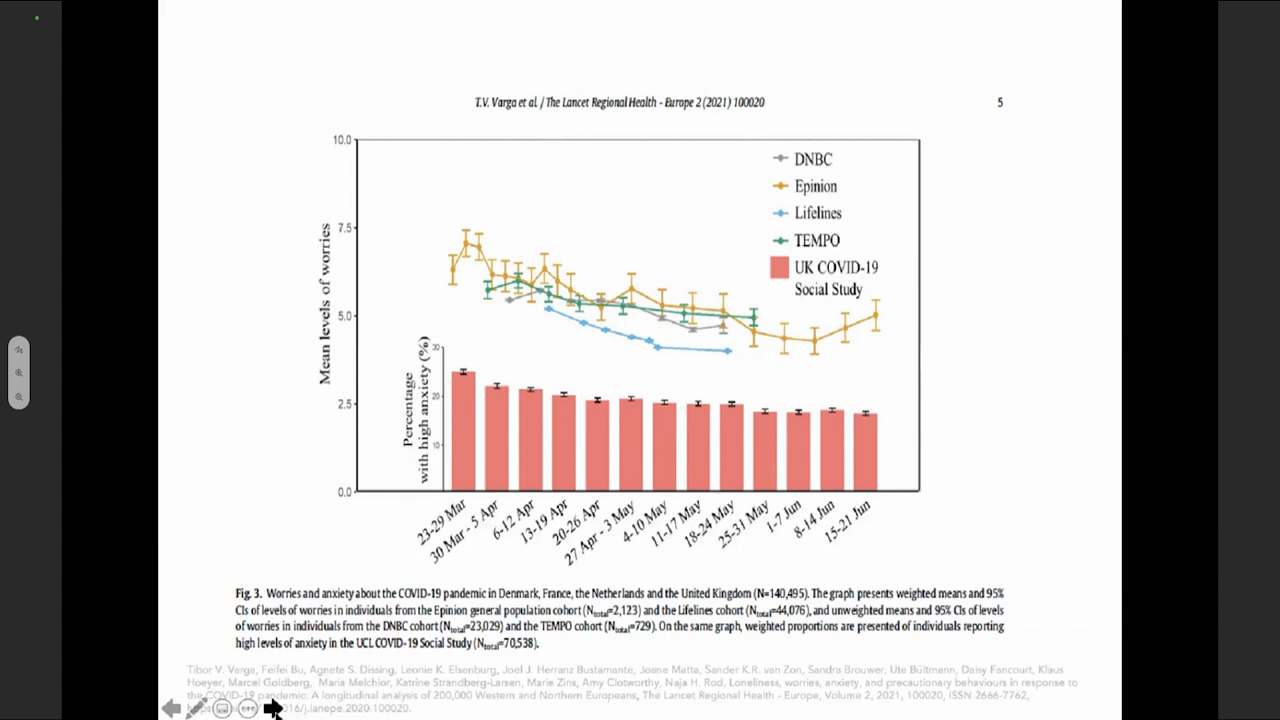 T.V. Varga et al. / The Lancet Regional Health - Europe 2 (2021) 100020
5
10.0
7.5
5.0
2.5
0.0
Mean levels of worries
DNBC
Epinion
Lifelines
TEMPO
UK COVID-19
Social Study
Percentage
with high anxiety (%)
30
20
10
23-29 Mar
30 Mar - 5 Apr
6-12 Apr
13-19 Apr
20-26 Apr
27 Apr - 3 May
4-10 May
11-17 May
18-24 May
25-31 May
1-7 Jun
8-14 Jun
15-21 Jun
Fig. 3. Worries and anxiety about the COVID-19 pandemic in Denmark, France, the Netherlands and the United Kingdom (N=140,495). The graph presents weighted means and 95%
CIs of levels of worries in individuals from the Epinion general population cohort (Ntotal=2,123) and the Lifelines cohort (Ntotal=44,076), and unweighted means and 95% CIs of levels
of worries in individuals from the DNBC cohort (Ntotal=23,029) and the TEMPO cohort (Ntotal=729). On the same graph, weighted proportions are presented of individuals reporting
high levels of anxiety in the UCL COVID-19 Social Study (Ntotal=70,538).
Tibor V. Varga, Feifei Bu, Agnete S. Dissing, Leonie K. Elsenburg, Joel J. Herranz Bustamante, Joane Matta, Sander K.R. van Zon, Sandra Brouwer, Ute Bültmann, Daisy Fancourt, Klaus
Hoeyer, Marcel Goldberg, Maria Melchior, Katrine Strandberg-Larsen, Marie Zins, Amy Clotworthy, Naja H. Rod, Loneliness, worries, anxiety, and precautionary behaviours in response to
the COVID-19 pandemic: A longitudinal analysis of 200,000 Western and Northern Europeans, The Lancet Regional Health - Europe, Volume 2, 2021, 100020, ISSN 2666-7762,
016/j.lanepe.2020.100020.